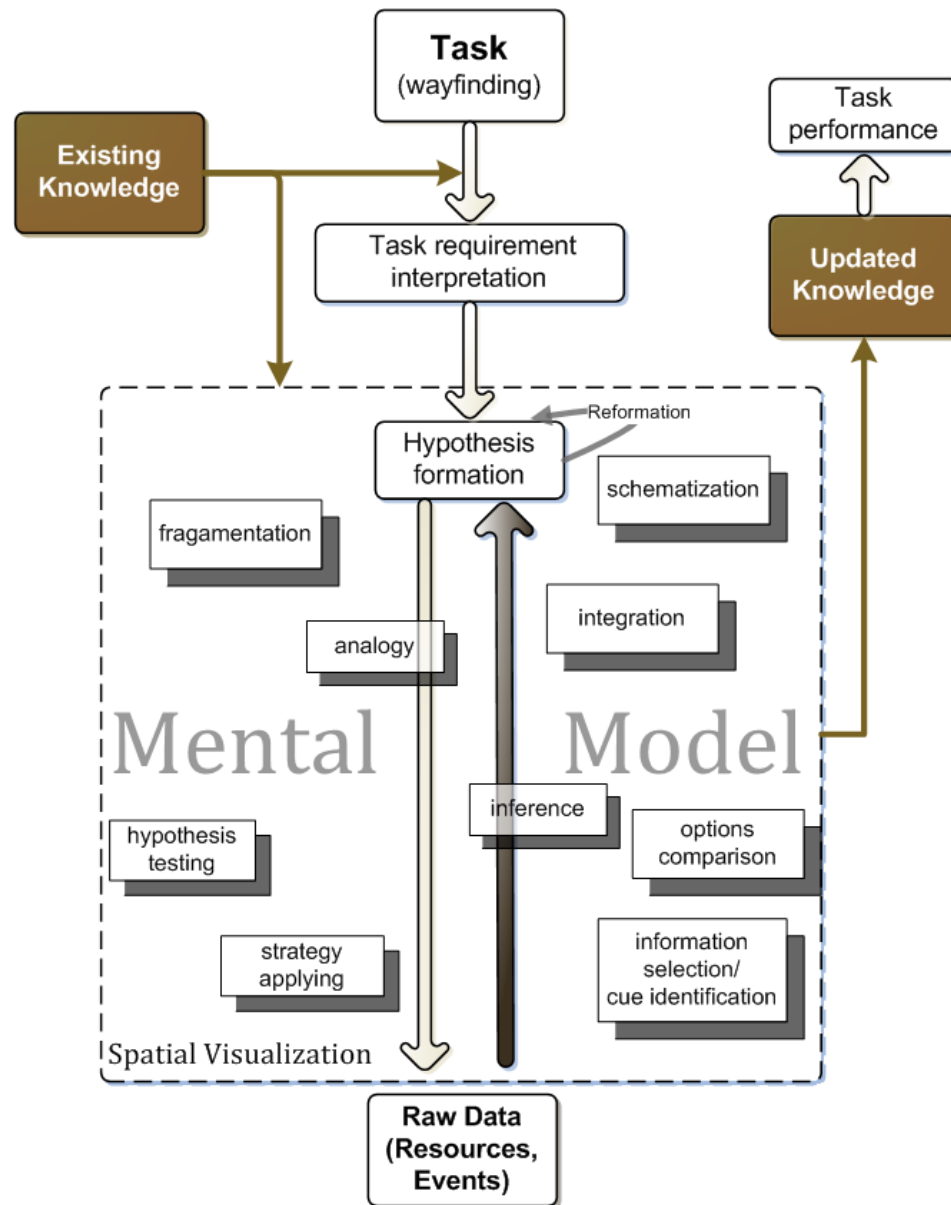 Task
(wayfinding)
Task
performance
Existing
Knowledge
Task requirement
interpretation
Updated
Knowledge
Reformation
Hypothesis
formation
schematization
fragamentation
integration
analogy
Mental
Model
inference
hypothesis
testing
options
comparison
strategy
applying
information
selection/
cue identification
Spatial Visualization
Raw Data
(Resources,
Events)